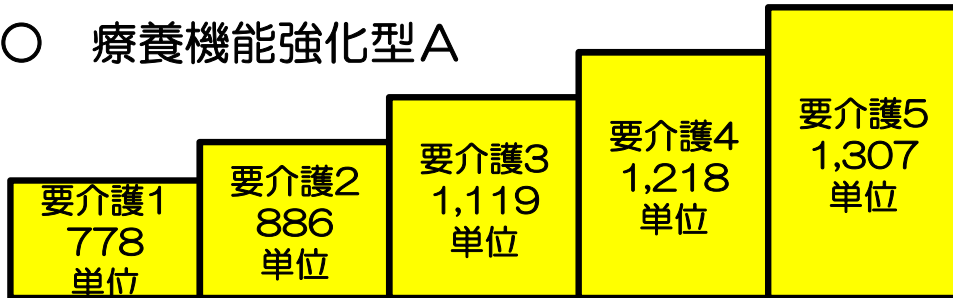 ○ 療養機能強化型A
要介護1
778
単位
要介護2
886
単位
要介護3
1,119
単位
要介護4
1,218
単位
要介護5
1,307
単位